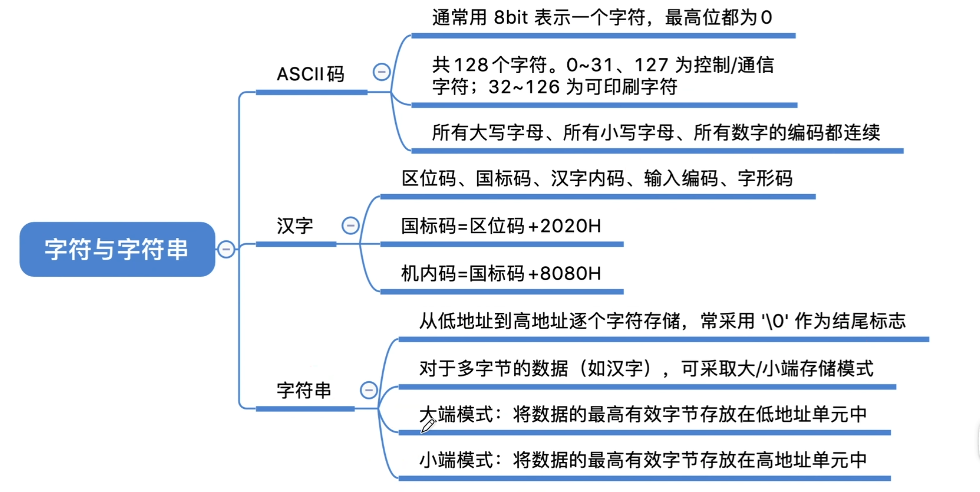 字符与字符串
ASCII码
通常用 8bit 表示一个字符，最高位都为0
共128个字符。0~31、127 为控制/通信
字符；32~126 为可印刷字符
所有大写字母、所有小写字母、所有数字的编码都连续
汉字
区位码、国标码、汉字内码、输入编码、字形码
国标码=区位码+2020H
机内码=国标码+8080H
字符串
从低地址到高地址逐个字符存储，常采用 '\0' 作为结尾标志
对于多字节的数据（如汉字），可采取大/小端存储模式
大端模式：将数据的最高有效字节存放在低地址单元中
小端模式：将数据的最高有效字节存放在高地址单元中